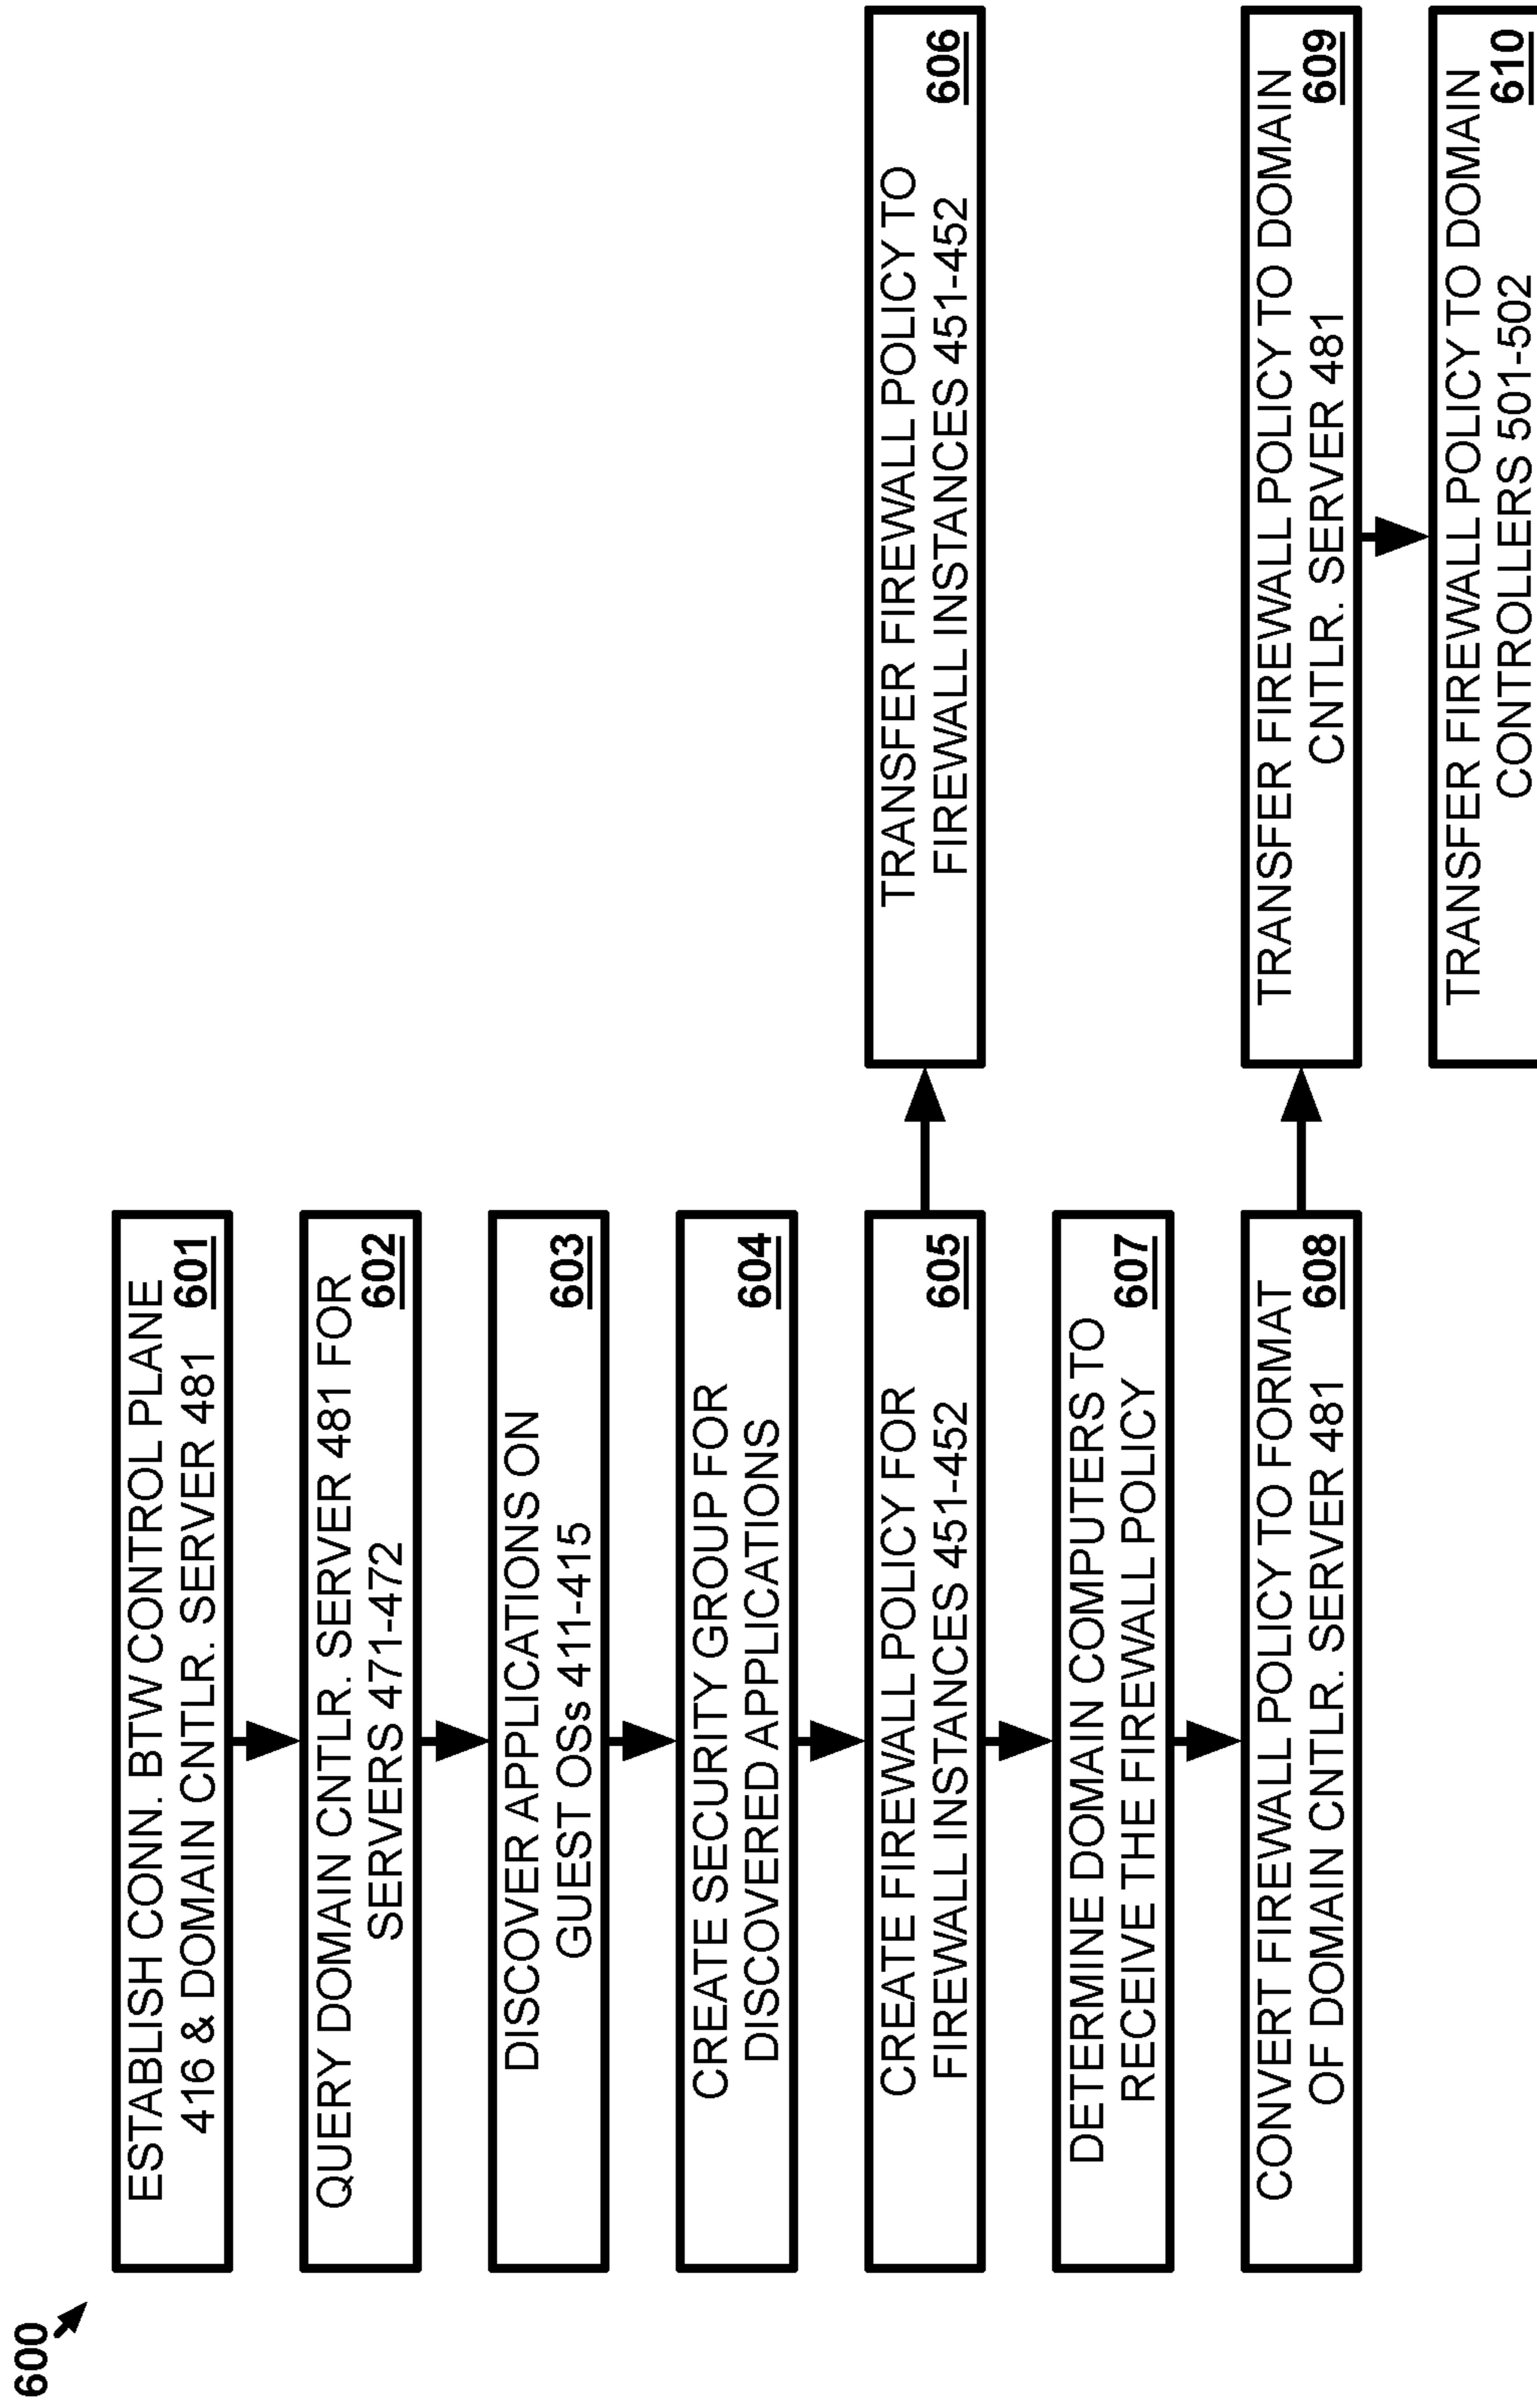 600
ESTABLISH CONN. BTW CONTROL PLANE
416 & DOMAIN CNTLR. SERVER 481
601
QUERY DOMAIN CNTLR. SERVER 481 FOR
SERVERS 471-472
602
DISCOVER APPLICATIONS ON
GUEST OSs 411-415
603
CREATE SECURITY GROUP FOR
DISCOVERED APPLICATIONS
604
CREATE FIREWALL POLICY FOR
FIREWALL INSTANCES 451-452
605
TRANSFER FIREWALL POLICY TO
FIREWALL INSTANCES 451-452
606
DETERMINE DOMAIN COMPUTERS TO
RECEIVE THE FIREWALL POLICY
607
CONVERT FIREWALL POLICY TO FORMAT
OF DOMAIN CNTLR. SERVER 481
608
TRANSFER FIREWALL POLICY TO DOMAIN
CNTLR. SERVER 481
609
TRANSFER FIREWALL POLICY TO DOMAIN
CONTROLLERS 501-502
610